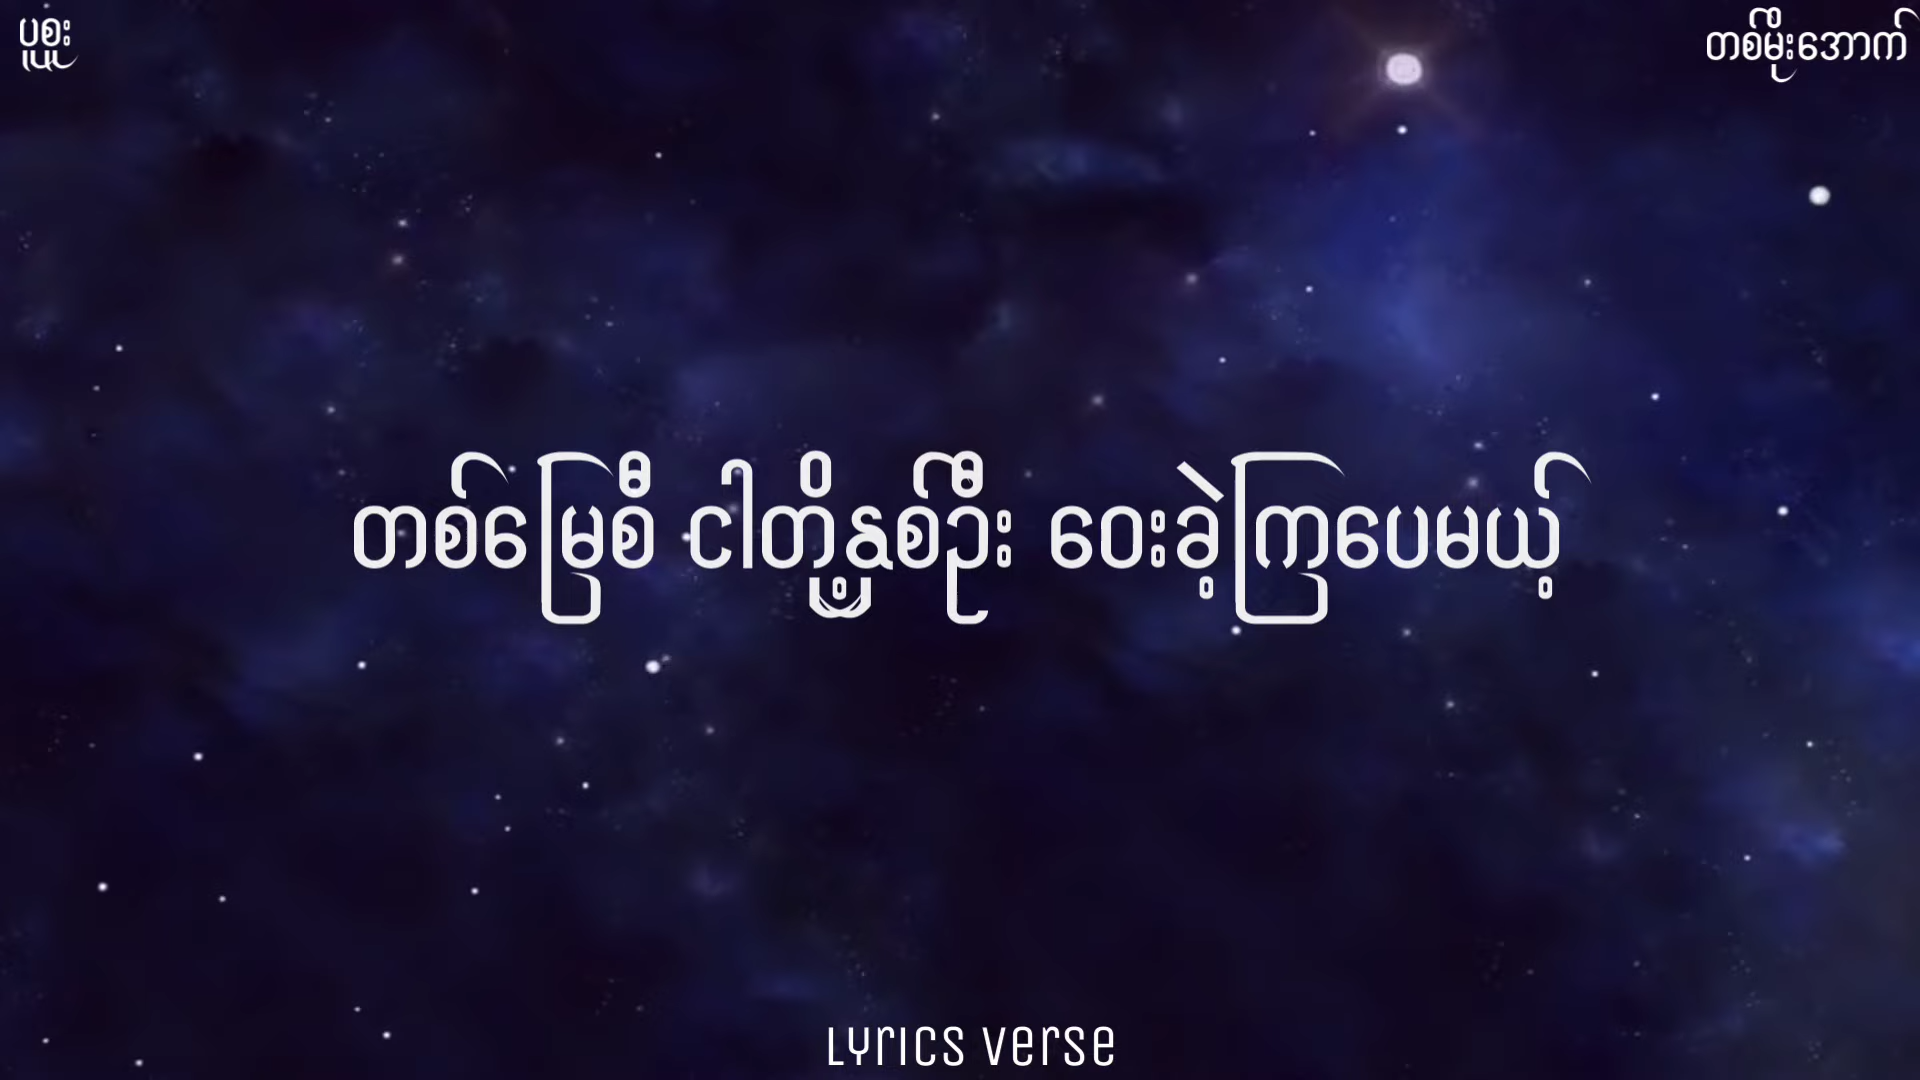 ပူစူး
တစ်မိုးအောက်
တစ်မြေစီ ငါတို့နှစ်ဦး ဝေးခဲ့ကြပေမယ့်
Lyrics Verse